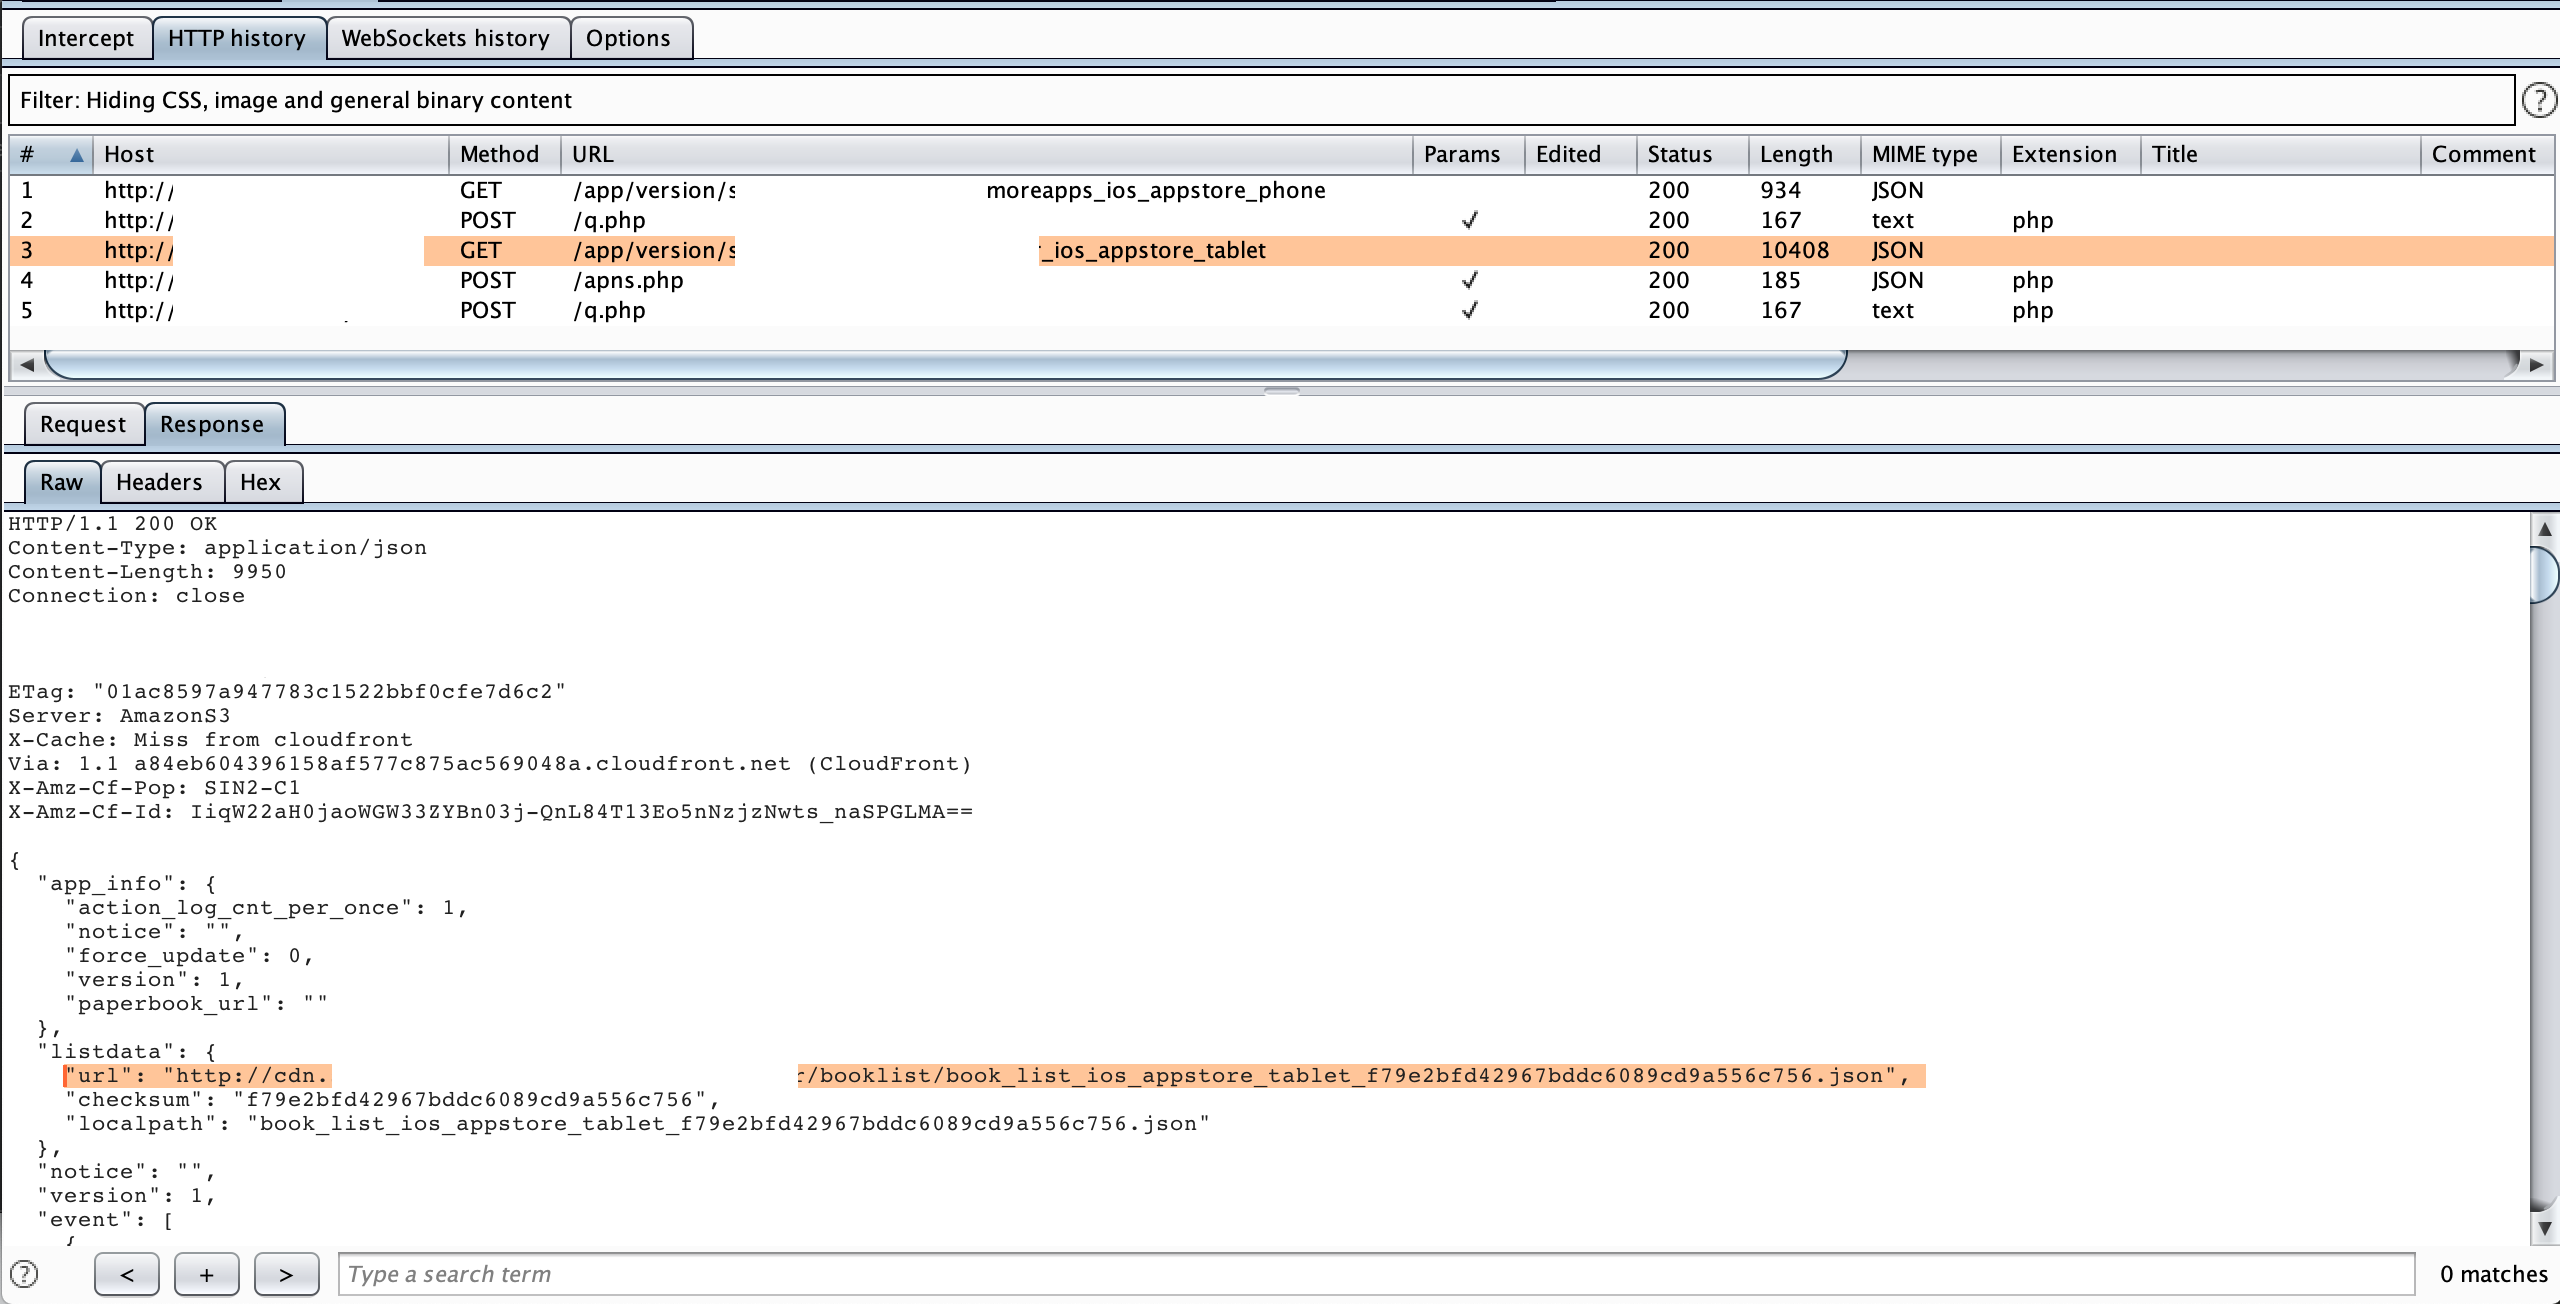 Intercept HTTP history WebSockets history Options
Filter: Hiding CSS, image and general binary content ?
# Host Method URL Params Edited Status Length MIME type Extension Title Comment
1 http:// GET /app/version/s moreapps_ios_appstore_phone 200 934 JSON
2 http:// POST /q.php ✓ 200 167 text php
3 http:// GET /app/version/s _ios_appstore_tablet 200 10408 JSON
4 http:// POST /apns.php ✓ 200 185 JSON php
5 http:// POST /q.php ✓ 200 167 text php
Request Response
Raw Headers Hex
HTTP/1.1 200 OK
Content-Type: application/json
Content-Length: 9950
Connection: close
ETag: "01ac8597a947783c1522bbf0cfe7d6c2"
Server: AmazonS3
X-Cache: Miss from cloudfront
Via: 1.1 a84eb604396158af577c875ac569048a.cloudfront.net (CloudFront)
X-Amz-Cf-Pop: SIN2-C1
X-Amz-Cf-Id: IiqW22aH0jaoWGW33ZYBn03j-QnL84T13Eo5nNzjzNwts_naSPGLMA==
{
"app_info": {
"action_log_cnt_per_once": 1,
"notice": "",
"force_update": 0,
"version": 1,
"paperbook_url": ""
},
"listdata": {
"url": "http://cdn. r/booklist/book_list_ios_appstore_tablet_f79e2bfd42967bddc6089cd9a556c756.json",
"checksum": "f79e2bfd42967bddc6089cd9a556c756",
"localpath": "book_list_ios_appstore_tablet_f79e2bfd42967bddc6089cd9a556c756.json"
},
"notice": "",
"version": 1,
"event": [
{
? < + > Type a search term 0 matches